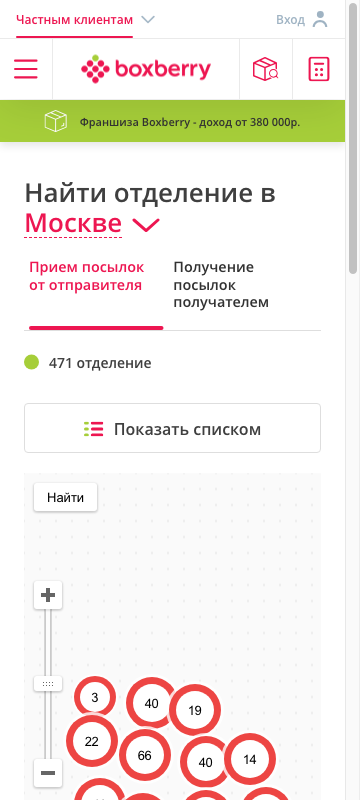 Частным клиентам
Вход
boxberry
Франшиза Boxberry - доход от 380 000р.
Найти отделение в
Москве
Прием посылок
от отправителя
Получение
посылок
получателем
471 отделение
Показать списком
Найти
3
40
19
22
66
40
14